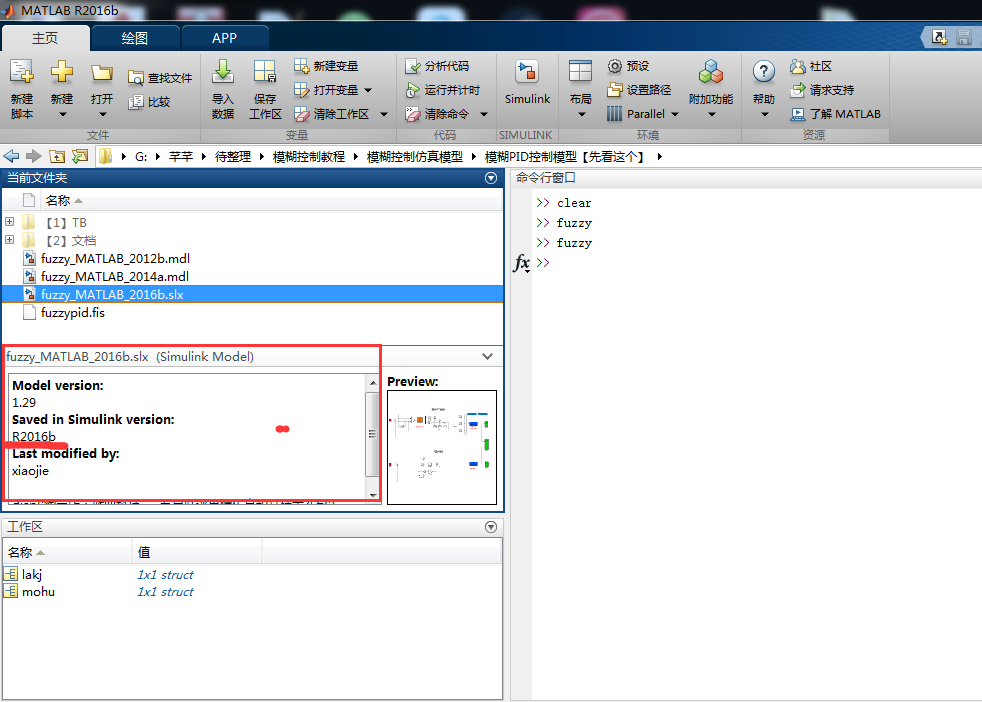 MATLAB R2016b
主页
绘图
APP
新建
脚本
新建
打开
查找文件
比较
文件
导入
数据
保存
工作区
新建变量
打开变量
清除工作区
变量
分析代码
运行并计时
清除命令
代码
Simulink
SIMULINK
布局
预设
设置路径
Parallel
附加功能
环境
帮助
社区
请求支持
了解 MATLAB
资源
G: 芊芊 待整理 模糊控制教程 模糊控制仿真模型 模糊PID控制模型【先看这个】
当前文件夹
名称
【1】TB
【2】文档
fuzzy_MATLAB_2012b.mdl
fuzzy_MATLAB_2014a.mdl
fuzzy_MATLAB_2016b.slx
fuzzypid.fis
fuzzy_MATLAB_2016b.slx (Simulink Model)
Model version:
1.29
Saved in Simulink version:
R2016b
Last modified by:
xiaojie
Preview:
工作区
名称 值
lakj 1x1 struct
mohu 1x1 struct
命令行窗口
>> clear
>> fuzzy
>> fuzzy
fx >>